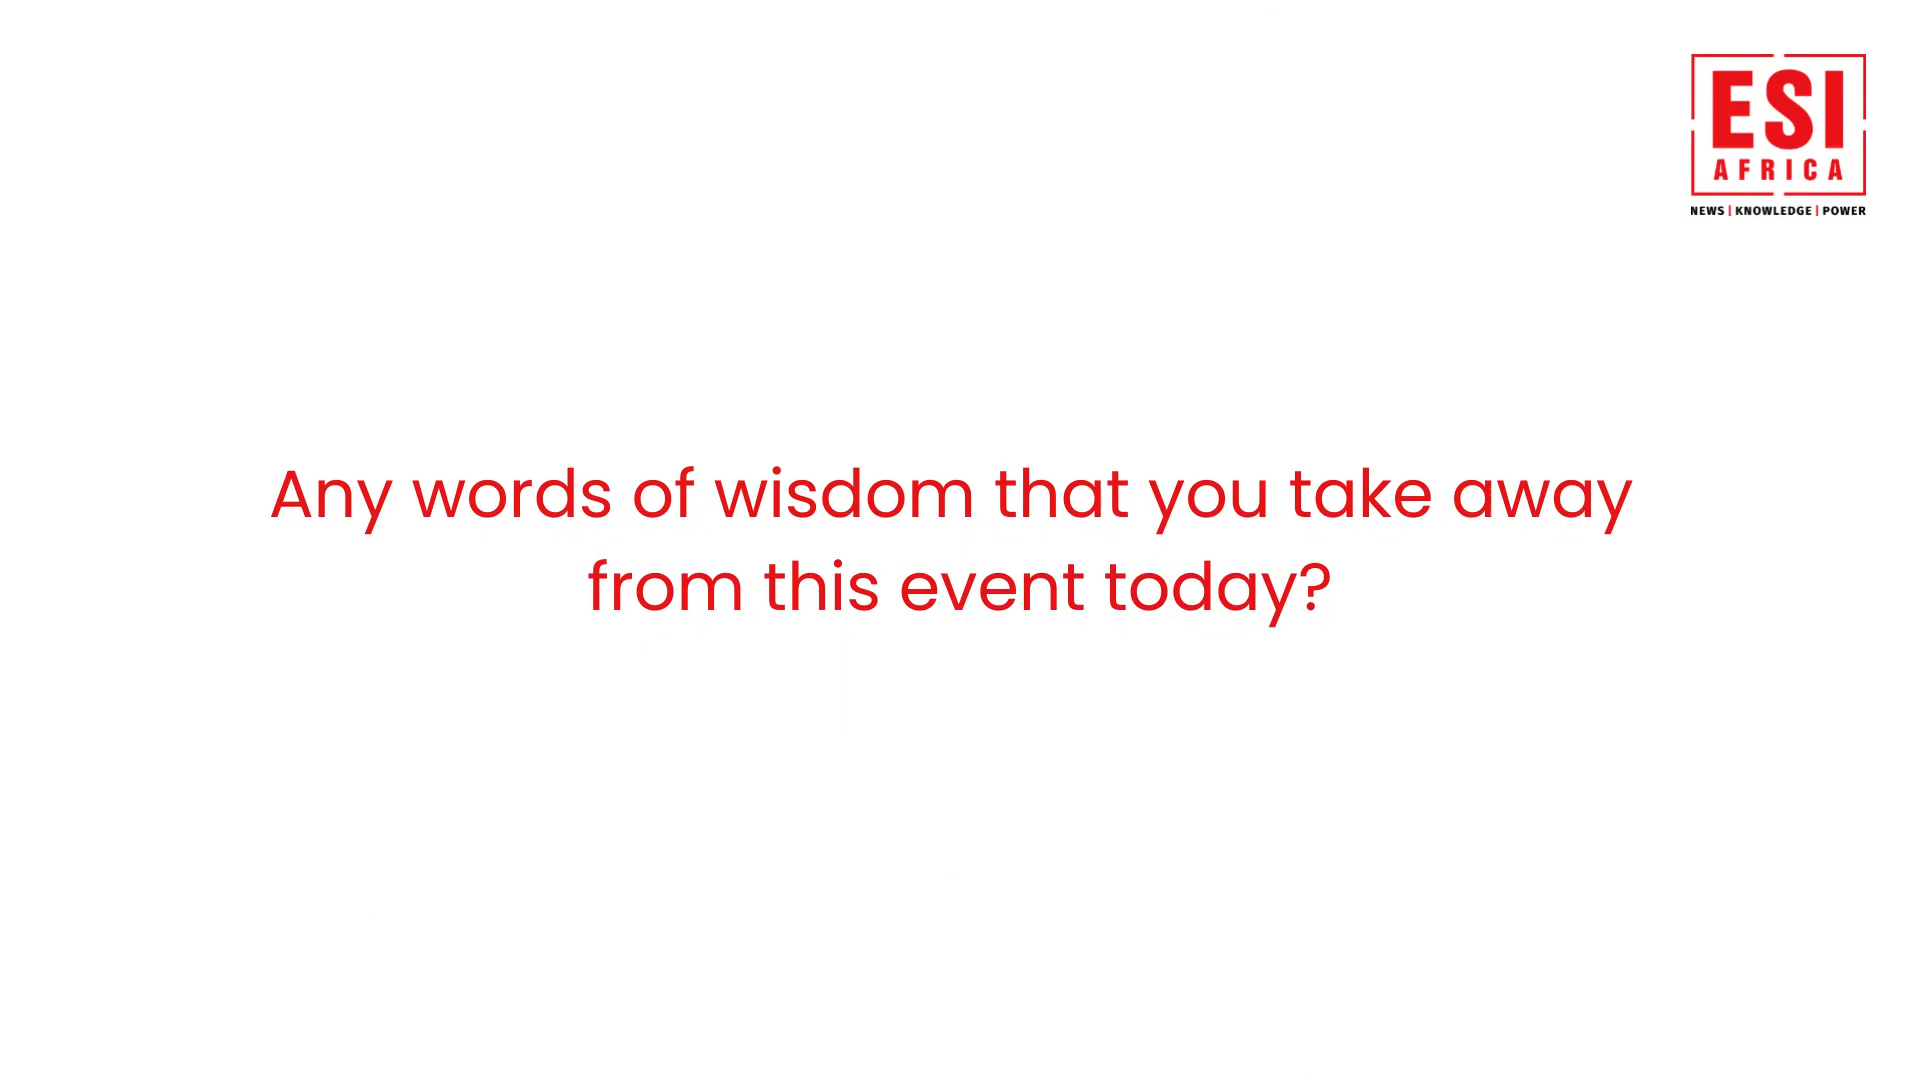 ESI
AFRICA
NEWS | KNOWLEDGE | POWER
Any words of wisdom that you take away
from this event today?